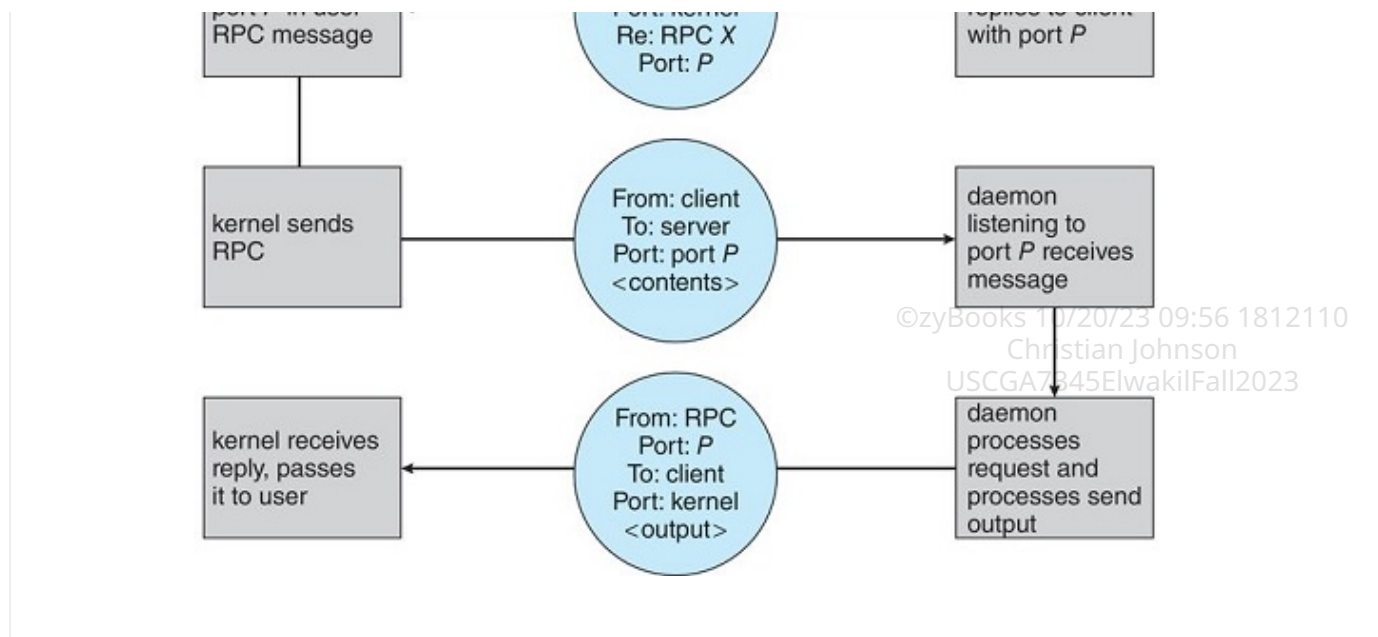 RPC message
Re: RPC X
Port: P
with port P
kernel sends
RPC
From: client
To: server
Port: port P
<contents>
daemon
listening to
port P receives
message
©zyBooks 10/20/23 09:56 1812110
Christian Johnson
USCGA7345ElwakilFall2023
kernel receives
reply, passes
it to user
From: RPC
Port: P
To: client
Port: kernel
<output>
daemon
processes
request and
processes send
output